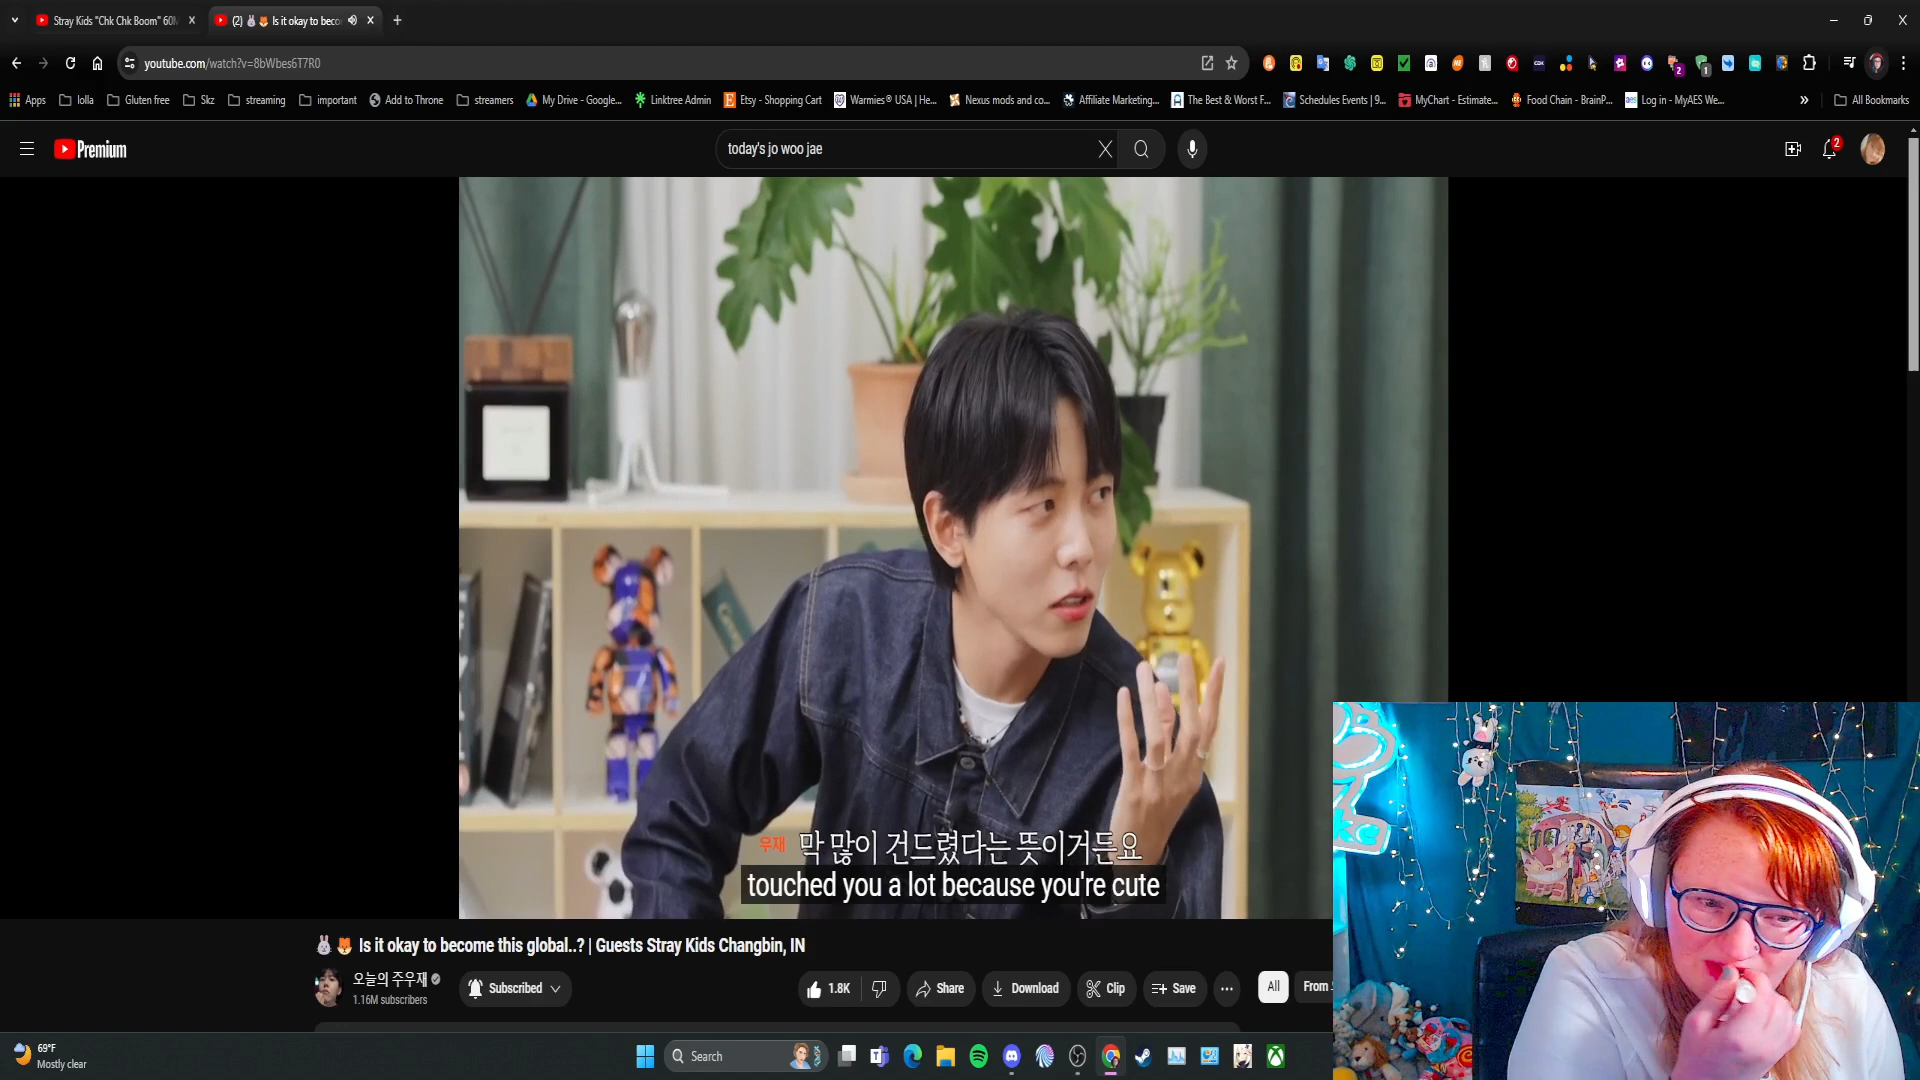 Stray Kids "Chk Chk Boom" 60
(2) 🐰🦊 Is it okay to beco
youtube.com/watch?v=8bWbes6T7R0
2
1
Apps
lolla
Gluten free
Skz
streaming
important
Add to Throne
streamers
My Drive - Google...
Linktree Admin
Etsy - Shopping Cart
Warmies® USA | He...
Nexus mods and co...
Affiliate Marketing...
The Best & Worst F...
Schedules Events | 9...
MyChart - Estimate...
Food Chain - BrainP...
Log in - MyAES We...
»
All Bookmarks
Premium
today's jo woo jae
2
우재 막 많이 건드렸다는 뜻이거든요
touched you a lot because you're cute
🐰🦊 Is it okay to become this global..? | Guests Stray Kids Changbin, IN
오늘의 주우재
1.16M subscribers
Subscribed
1.8K
Share
Download
Clip
Save
...
All
From
69°F
Mostly clear
Search